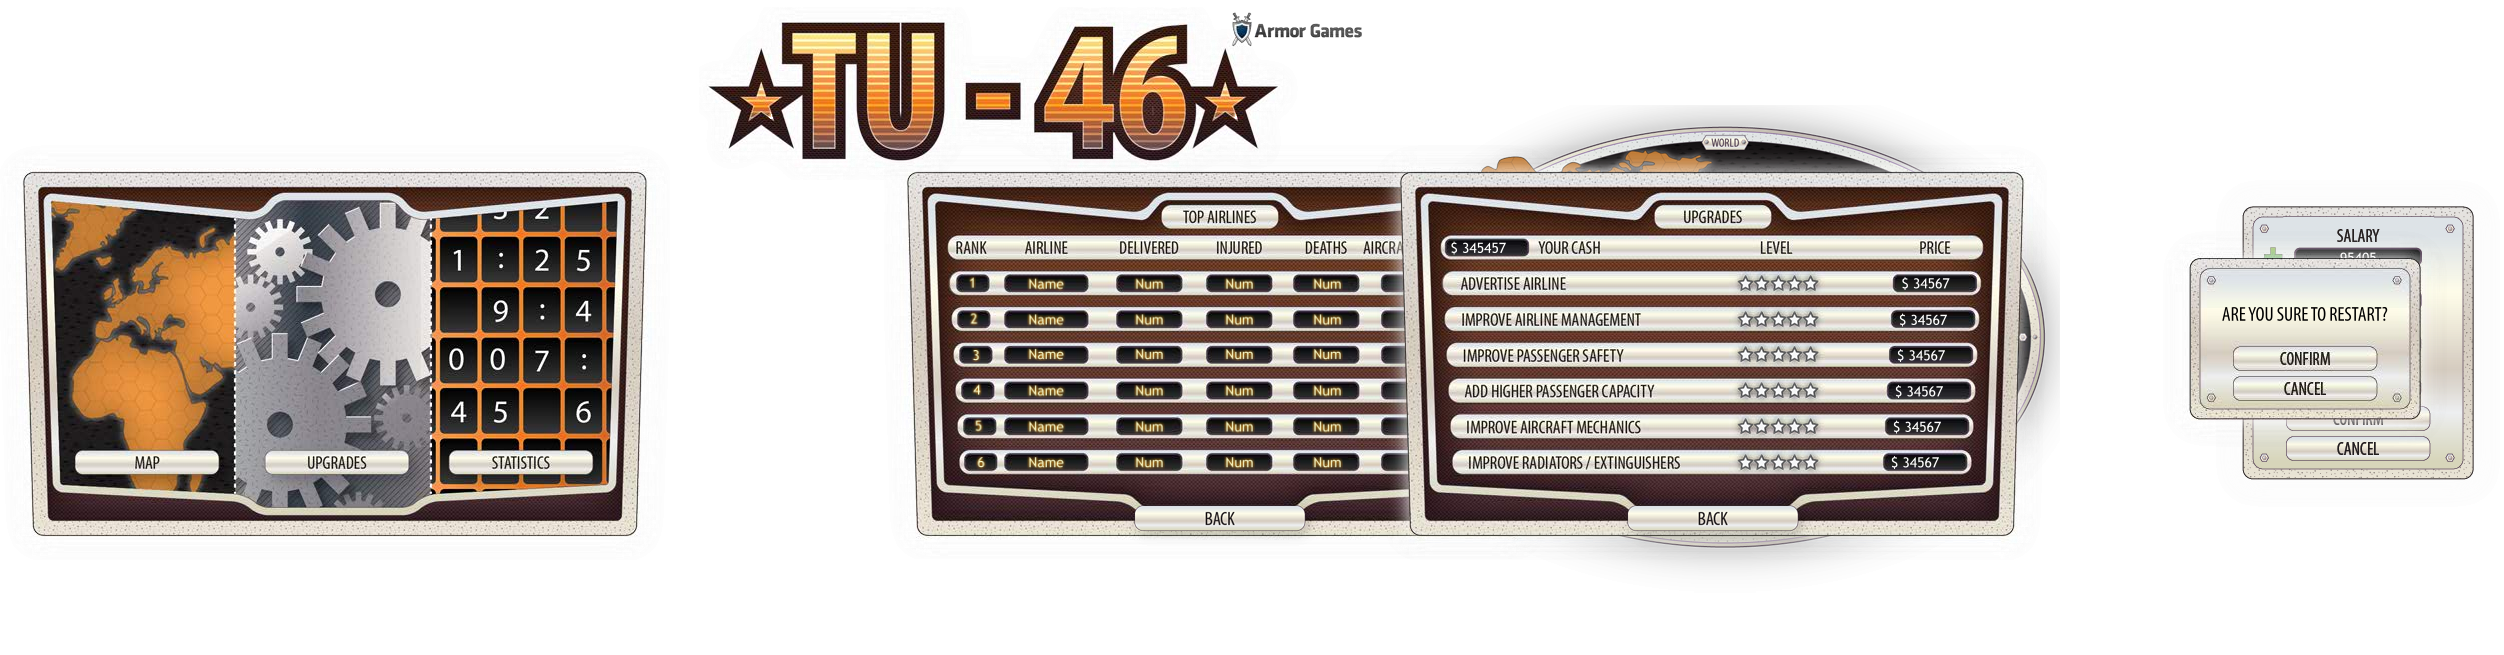 TU - 46
Armor Games
WORLD
1 : 2 5
9 : 4
0 0 7 :
4 5 6
MAP
UPGRADES
STATISTICS
TOP AIRLINES
RANK AIRLINE DELIVERED INJURED DEATHS AIRCRA
1 Name Num Num Num
2 Name Num Num Num
3 Name Num Num Num
4 Name Num Num Num
5 Name Num Num Num
6 Name Num Num Num
BACK
UPGRADES
$ 345457 YOUR CASH LEVEL PRICE
ADVERTISE AIRLINE $ 34567
IMPROVE AIRLINE MANAGEMENT $ 34567
IMPROVE PASSENGER SAFETY $ 34567
ADD HIGHER PASSENGER CAPACITY $ 34567
IMPROVE AIRCRAFT MECHANICS $ 34567
IMPROVE RADIATORS / EXTINGUISHERS $ 34567
BACK
SALARY
ARE YOU SURE TO RESTART?
CONFIRM
CANCEL
CONFIRM
CANCEL